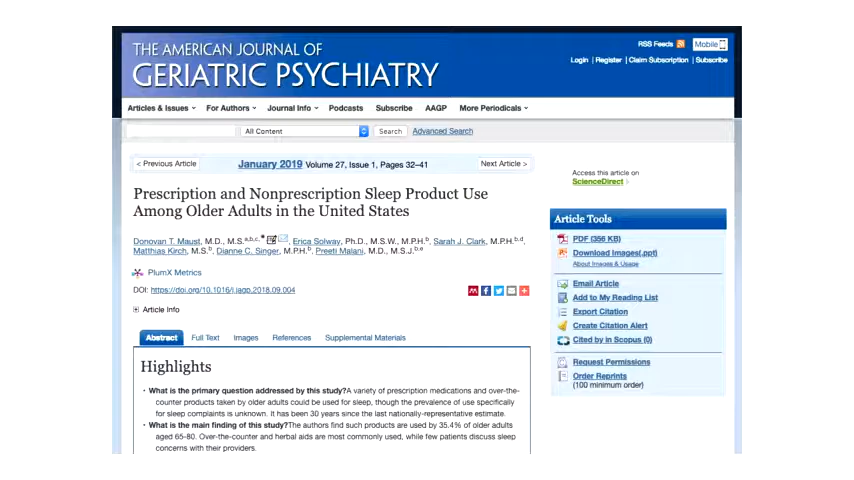 THE AMERICAN JOURNAL OF
GERIATRIC PSYCHIATRY
RSS Feeds
Mobile
Login | Register | Claim Subscription | Subscribe
Articles & Issues
For Authors
Journal Info
Podcasts
Subscribe
AAGP
More Periodicals
All Content
Search
Advanced Search
< Previous Article
January 2019 Volume 27, Issue 1, Pages 32–41
Next Article >
Prescription and Nonprescription Sleep Product Use
Among Older Adults in the United States
Donovan T. Maust, M.D., M.S.a,b,c,*, Erica Solway, Ph.D., M.S.W., M.P.H.b, Sarah J. Clark, M.P.H.b,d,
Matthias Kirch, M.S.b, Dianne C. Singer, M.P.H.b, Preeti Malani, M.D., M.S.J.b,e
PlumX Metrics
DOI: https://doi.org/10.1016/j.jagp.2018.09.004
Article Info
Abstract
Full Text
Images
References
Supplemental Materials
Highlights
• What is the primary question addressed by this study?A variety of prescription medications and over-the-
counter products taken by older adults could be used for sleep, though the prevalence of use specifically
for sleep complaints is unknown. It has been 30 years since the last nationally-representative estimate.
• What is the main finding of this study?The authors find such products are used by 35.4% of older adults
aged 65-80. Over-the-counter and herbal aids are most commonly used, while few patients discuss sleep
concerns with their providers.
Access this article on
ScienceDirect
Article Tools
PDF (356 KB)
Download Images(.ppt)
About Images & Usage
Email Article
Add to My Reading List
Export Citation
Create Citation Alert
Cited by in Scopus (0)
Request Permissions
Order Reprints
(100 minimum order)